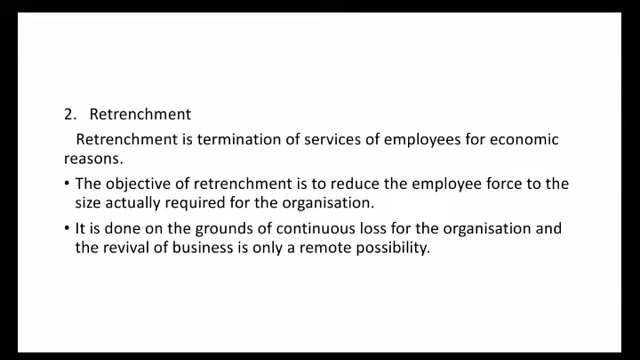 2. Retrenchment
Retrenchment is termination of services of employees for economic
reasons.
• The objective of retrenchment is to reduce the employee force to the
size actually required for the organisation.
• It is done on the grounds of continuous loss for the organisation and
the revival of business is only a remote possibility.